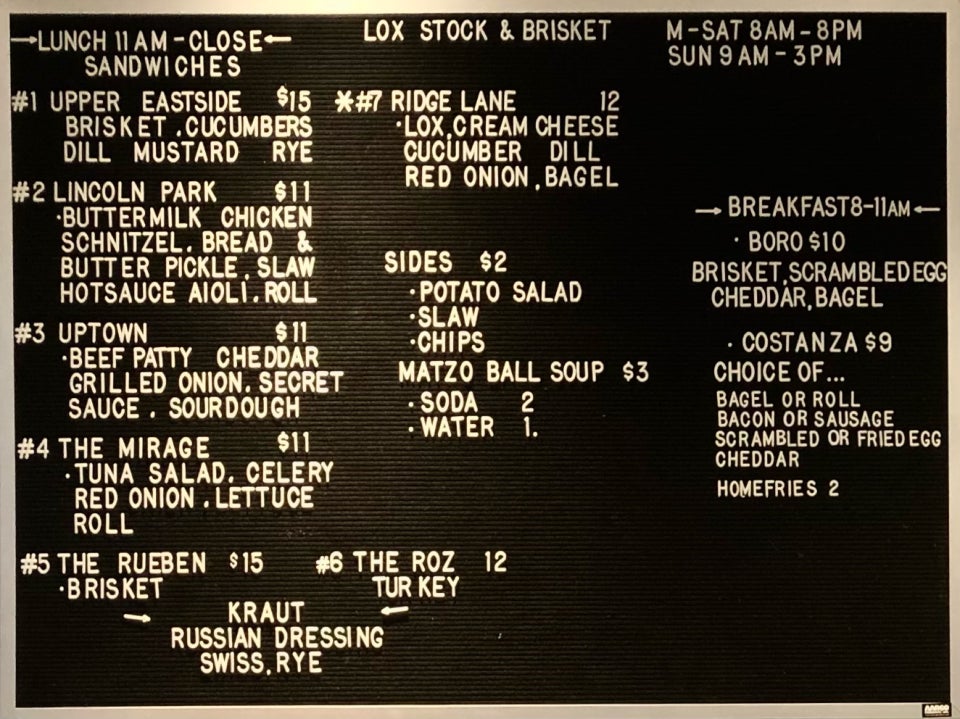 →LUNCH 11 AM – CLOSE←
SANDWICHES
#1 UPPER EASTSIDE $15
BRISKET . CUCUMBERS
DILL MUSTARD RYE
#2 LINCOLN PARK $11
·BUTTERMILK CHICKEN
SCHNITZEL. BREAD &
BUTTER PICKLE, SLAW
HOTSAUCE AIOLI. ROLL
#3 UPTOWN $11
·BEEF PATTY CHEDDAR
GRILLED ONION. SECRET
SAUCE . SOURDOUGH
#4 THE MIRAGE $11
·TUNA SALAD. CELERY
RED ONION . LETTUCE
ROLL
#5 THE RUEBEN $15
·BRISKET
#6 THE ROZ 12
TURKEY
→ KRAUT ←
RUSSIAN DRESSING
SWISS, RYE
LOX STOCK & BRISKET
*#7 RIDGE LANE 12
·LOX, CREAM CHEESE
CUCUMBER DILL
RED ONION , BAGEL
SIDES $2
·POTATO SALAD
·SLAW
·CHIPS
MATZO BALL SOUP $3
·SODA 2
·WATER 1.
M–SAT 8AM – 8PM
SUN 9AM – 3PM
→BREAKFAST 8–11AM←
· BORO $10
BRISKET, SCRAMBLED EGG
CHEDDAR, BAGEL
· COSTANZA $9
CHOICE OF...
BAGEL OR ROLL
BACON OR SAUSAGE
SCRAMBLED OR FRIED EGG
CHEDDAR
HOMEFRIES 2